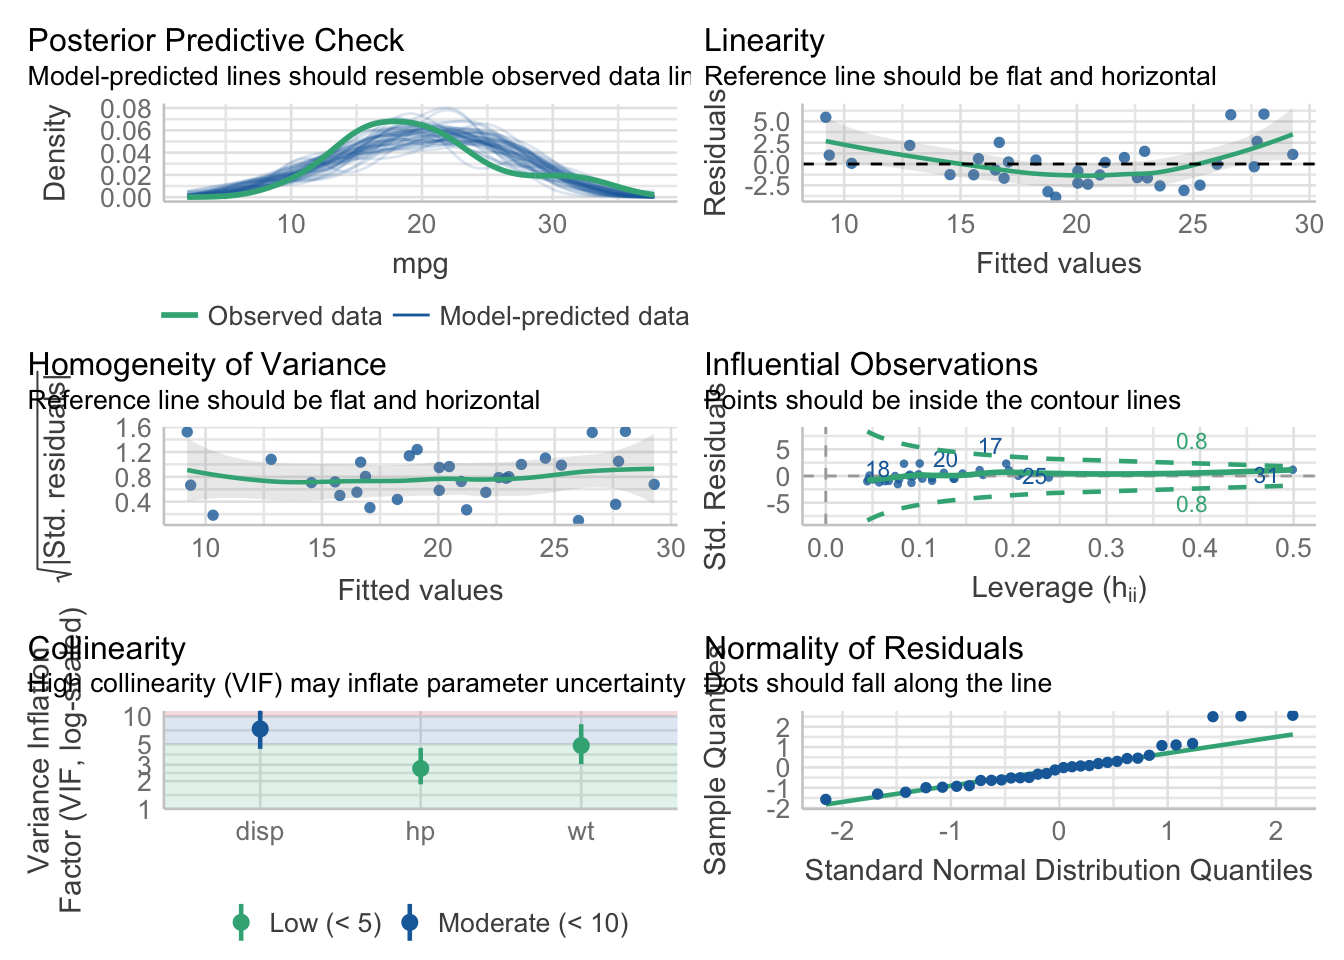 Posterior Predictive Check
Model-predicted lines should resemble observed data lin
Density
0.08
0.06
0.04
0.02
0.00
10 20 30
mpg
Observed data Model-predicted data
Linearity
Reference line should be flat and horizontal
Residuals
5.0
2.5
0.0
-2.5
10 15 20 25 30
Fitted values
Homogeneity of Variance
Reference line should be flat and horizontal
√|Std. residuals|
1.6
1.2
0.8
0.4
10 15 20 25 30
Fitted values
Influential Observations
Points should be inside the contour lines
Std. Residuals
5
0
-5
18
20
17
25
31
0.8
0.8
0.0 0.1 0.2 0.3 0.4 0.5
Leverage (hii)
Collinearity
High collinearity (VIF) may inflate parameter uncertainty
Variance Inflation
Factor (VIF, log-scaled)
10
5
3
2
1
disp hp wt
Low (< 5) Moderate (< 10)
Normality of Residuals
Dots should fall along the line
Sample Quantiles
2
1
0
-1
-2
-2 -1 0 1 2
Standard Normal Distribution Quantiles